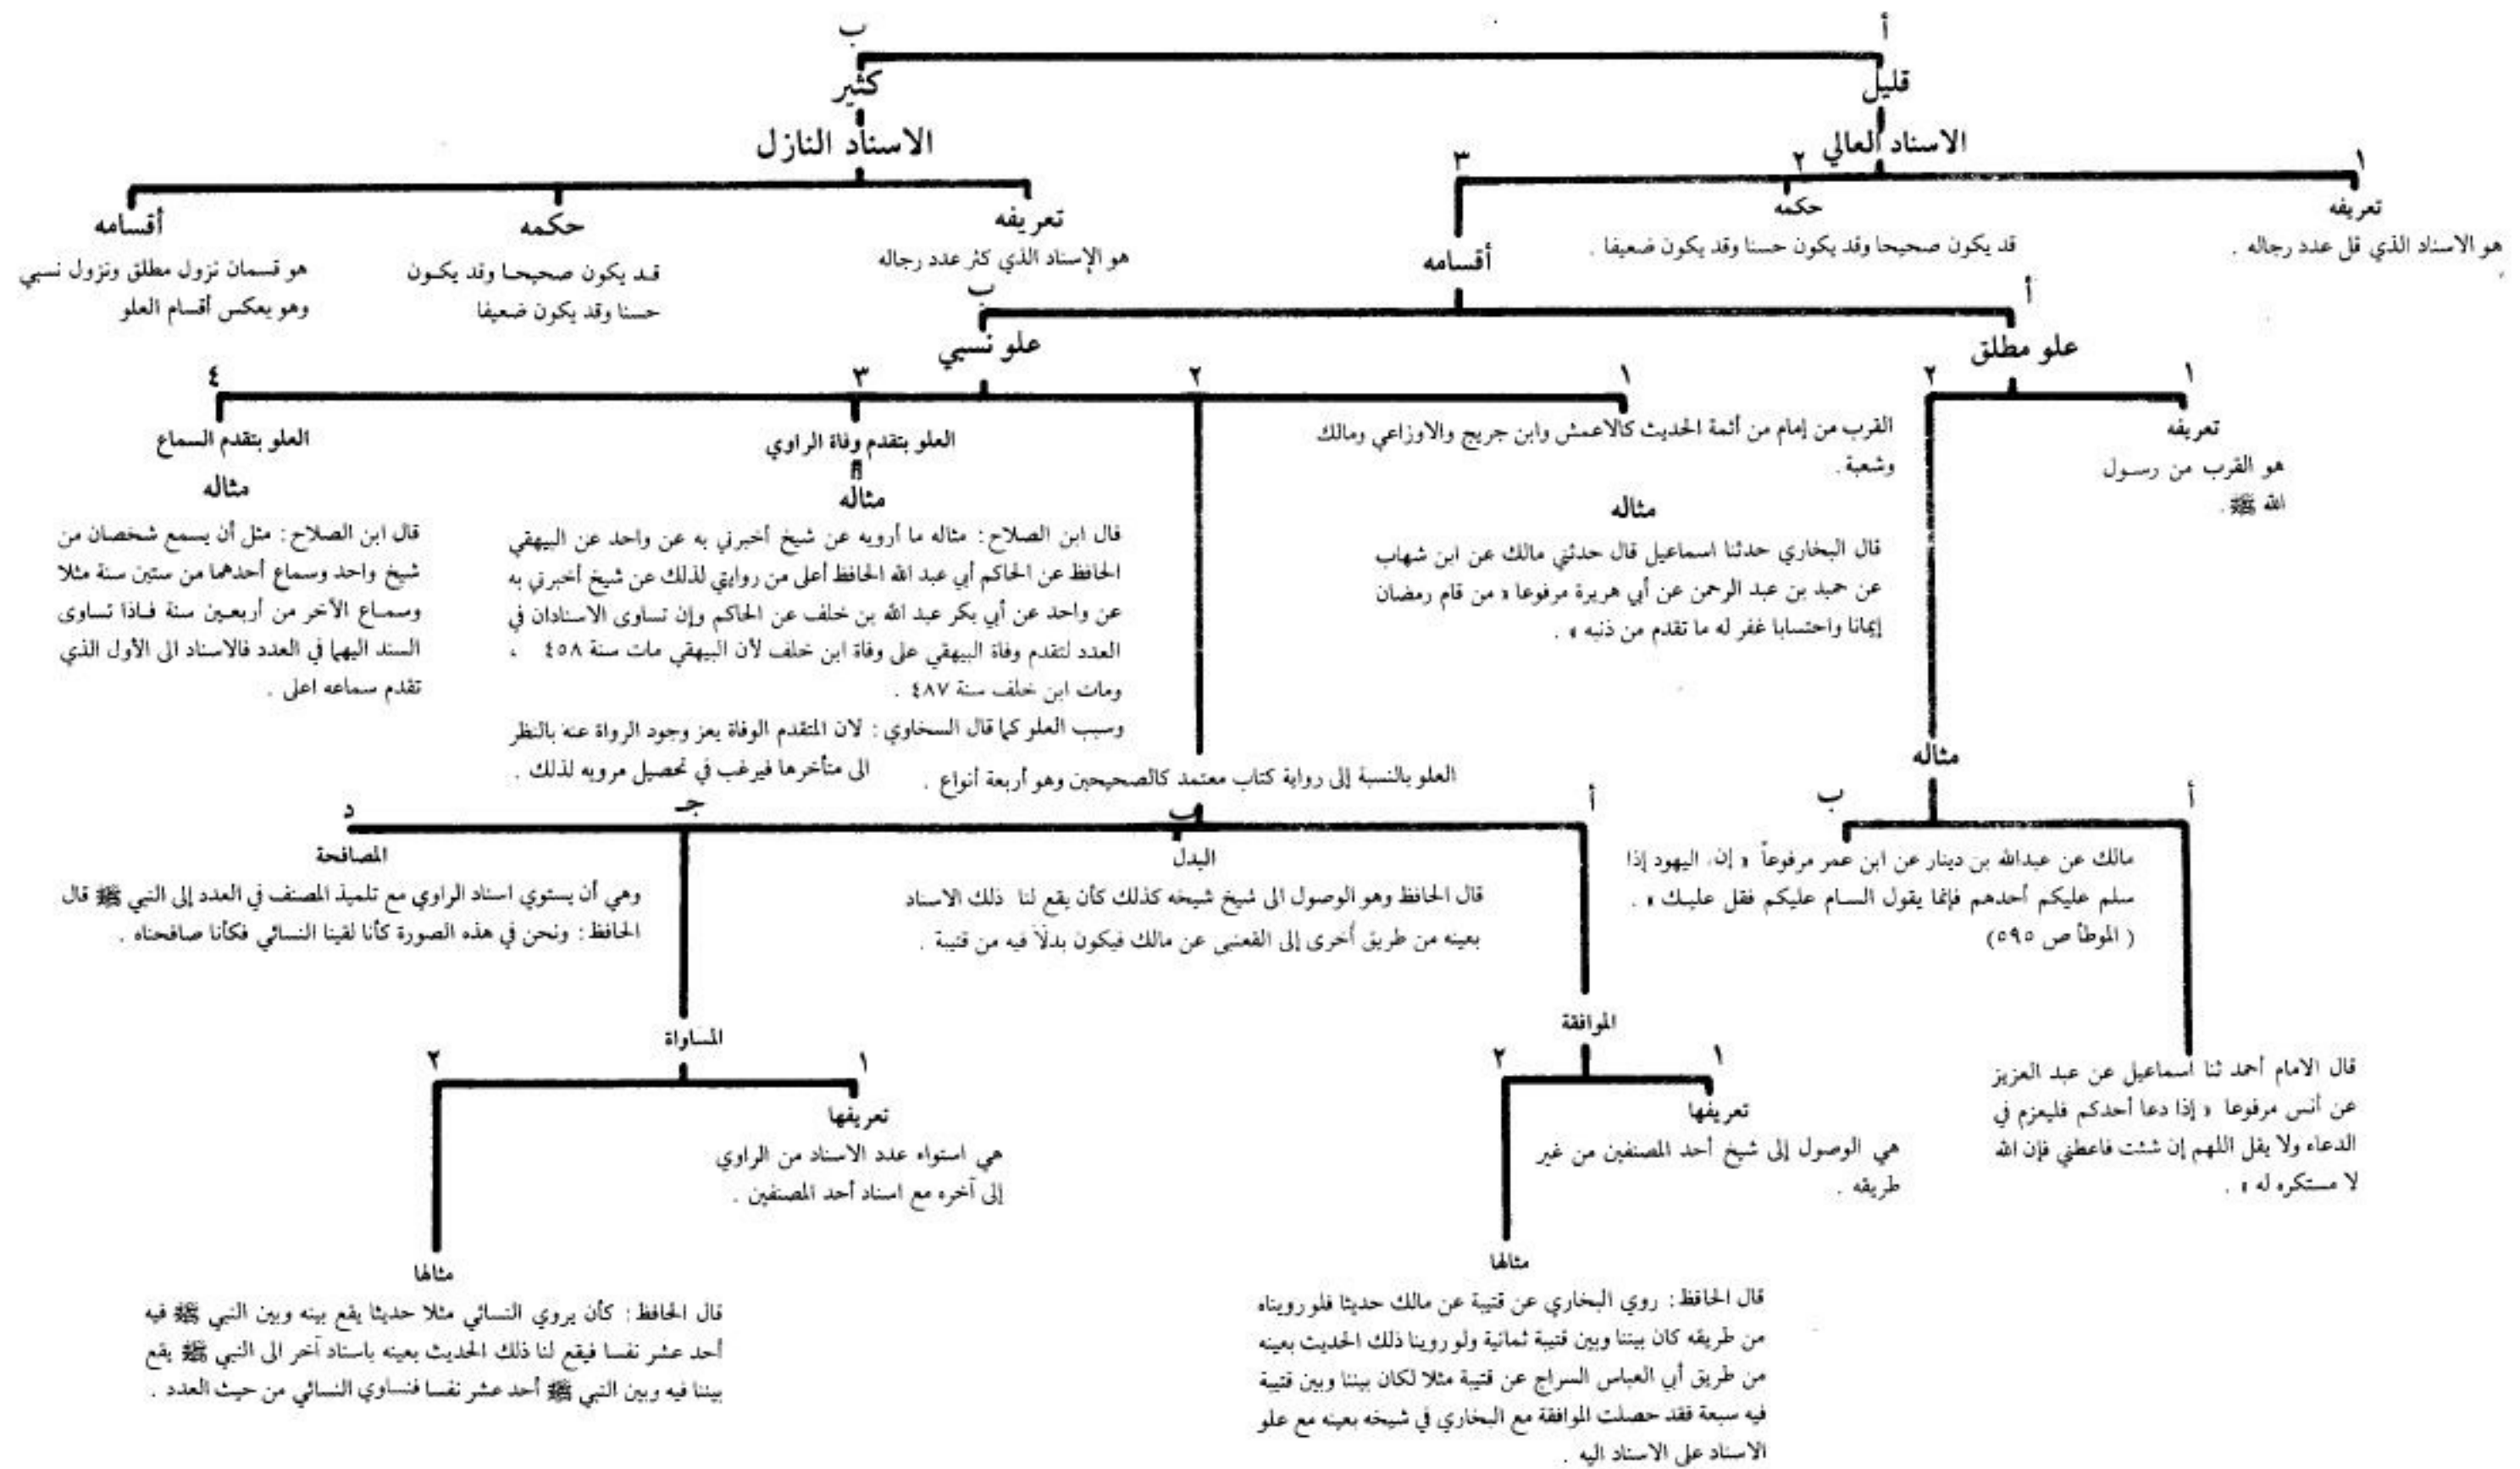 أ
ب
قليل
كثير
الاسناد العالي
الاسناد النازل
١
٢
٣
تعريفه
هو الاسناد الذي قل عدد رجاله .
حكمه
قد يكون صحيحا وقد يكون حسنا وقد يكون ضعيفا .
أقسامه
تعريفه
هو الإسناد الذي كثر عدد رجاله
حكمه
قد يكون صحيحا وقد يكون
حسنا وقد يكون ضعيفا
أقسامه
هو قسمان نزول مطلق ونزول نسبي
وهو يعكس أقسام العلو
أ
ب
علو مطلق
علو نسبي
١
٢
تعريفه
هو القرب من رسول
الله ﷺ .
١
٢
٣
٤
القرب من إمام من أئمة الحديث كالاعمش وابن جريج والاوزاعي ومالك
وشعبة .
مثاله
قال البخاري حدثنا اسماعيل قال حدثني مالك عن ابن شهاب
عن حميد بن عبد الرحمن عن أبي هريرة مرفوعا « من قام رمضان
إيمانا واحتسابا غفر له ما تقدم من ذنبه » .
العلو بتقدم وفاة الراوي
مثاله
قال ابن الصلاح : مثاله ما أرويه عن شيخ أخبرني به عن واحد عن البيهقي
الحافظ عن الحاكم أبي عبد الله الحافظ أعلى من روايتي لذلك عن شيخ أخبرني به
عن واحد عن أبي بكر عبد الله بن خلف عن الحاكم وإن تساوى الاسنادان في
العدد لتقدم وفاة البيهقي على وفاة ابن خلف لأن البيهقي مات سنة ٤٥٨ ،
ومات ابن خلف سنة ٤٨٧ .
وسبب العلو كما قال السخاوي : لان المتقدم الوفاة يعز وجود الرواة عنه بالنظر
الى متأخرها فيرغب في تحصيل مرويه لذلك .
العلو بتقدم السماع
مثاله
قال ابن الصلاح : مثل أن يسمع شخصان من
شيخ واحد وسماع أحدهما من ستين سنة مثلا
وسماع الآخر من أربعين سنة فاذا تساوى
السند اليهما في العدد فالاسناد الى الأول الذي
تقدم سماعه اعلى .
مثاله
العلو بالنسبة إلى رواية كتاب معتمد كالصحيحين وهو أربعة أنواع .
أ
ب
مالك عن عبدالله بن دينار عن ابن عمر مرفوعاً « إن اليهود إذا
سلم عليكم أحدهم فإنما يقول السام عليكم فقل عليك » .
( الموطأ ص ٥٩٥)
قال الامام أحمد ثنا اسماعيل عن عبد العزيز
عن أنس مرفوعا « إذا دعا أحدكم فليعزم في
الدعاء ولا يقل اللهم إن شئت فاعطني فإن الله
لا مستكره له » .
أ
ب
جـ
د
البدل
قال الحافظ وهو الوصول الى شيخ شيخه كذلك كأن يقع لنا ذلك الاسناد
بعينه من طريق أخرى إلى القعنبي عن مالك فيكون بدلًا فيه من قتيبة .
المصافحة
وهي أن يستوي اسناد الراوي مع تلميذ المصنف في العدد إلى النبي ﷺ قال
الحافظ : ونحن في هذه الصورة كأنا لقينا النسائي فكأنا صافحناه .
الموافقة
١
٢
تعريفها
هي الوصول إلى شيخ أحد المصنفين من غير
طريقه .
مثالها
قال الحافظ : روي البخاري عن قتيبة عن مالك حديثا فلو رويناه
من طريقه كان بيننا وبين قتيبة ثمانية ولو روينا ذلك الحديث بعينه
من طريق أبي العباس السراج عن قتيبة مثلا لكان بيننا وبين قتيبة
فيه سبعة فقد حصلت الموافقة مع البخاري في شيخه بعينه مع علو
الاسناد على الاسناد اليه .
المساواة
١
٢
تعريفها
هي استواء عدد الاسناد من الراوي
إلى آخره مع اسناد أحد المصنفين .
مثالها
قال الحافظ : كأن يروي النسائي مثلا حديثا يقع بينه وبين النبي ﷺ فيه
أحد عشر نفسا فيقع لنا ذلك الحديث بعينه باسناد آخر الى النبي ﷺ يقع
بيننا فيه وبين النبي ﷺ أحد عشر نفسا فنساوي النسائي من حيث العدد .